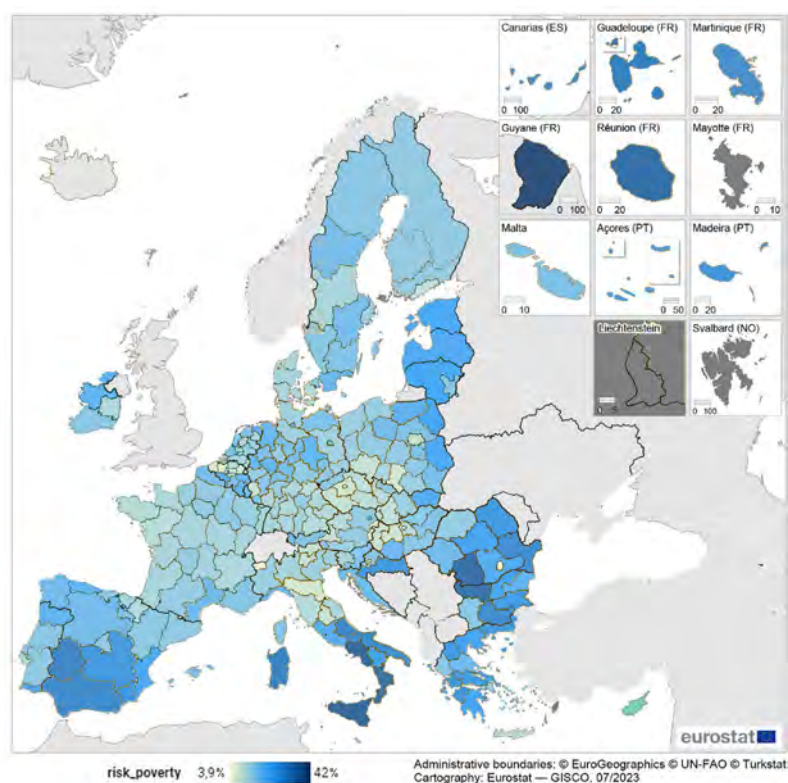 Canarias (ES)
0 100
Guadeloupe (FR)
0 20
Martinique (FR)
0 20
Guyane (FR)
0 100
Réunion (FR)
0 20
Mayotte (FR)
0 10
Malta
0 10
Açores (PT)
0 50
Madeira (PT)
0 20
Liechtenstein
Svalbard (NO)
0 100
eurostat
risk_poverty 3,9% 42%
Administrative boundaries: © EuroGeographics © UN-FAO © Turkstat
Cartography: Eurostat — GISCO, 07/2023